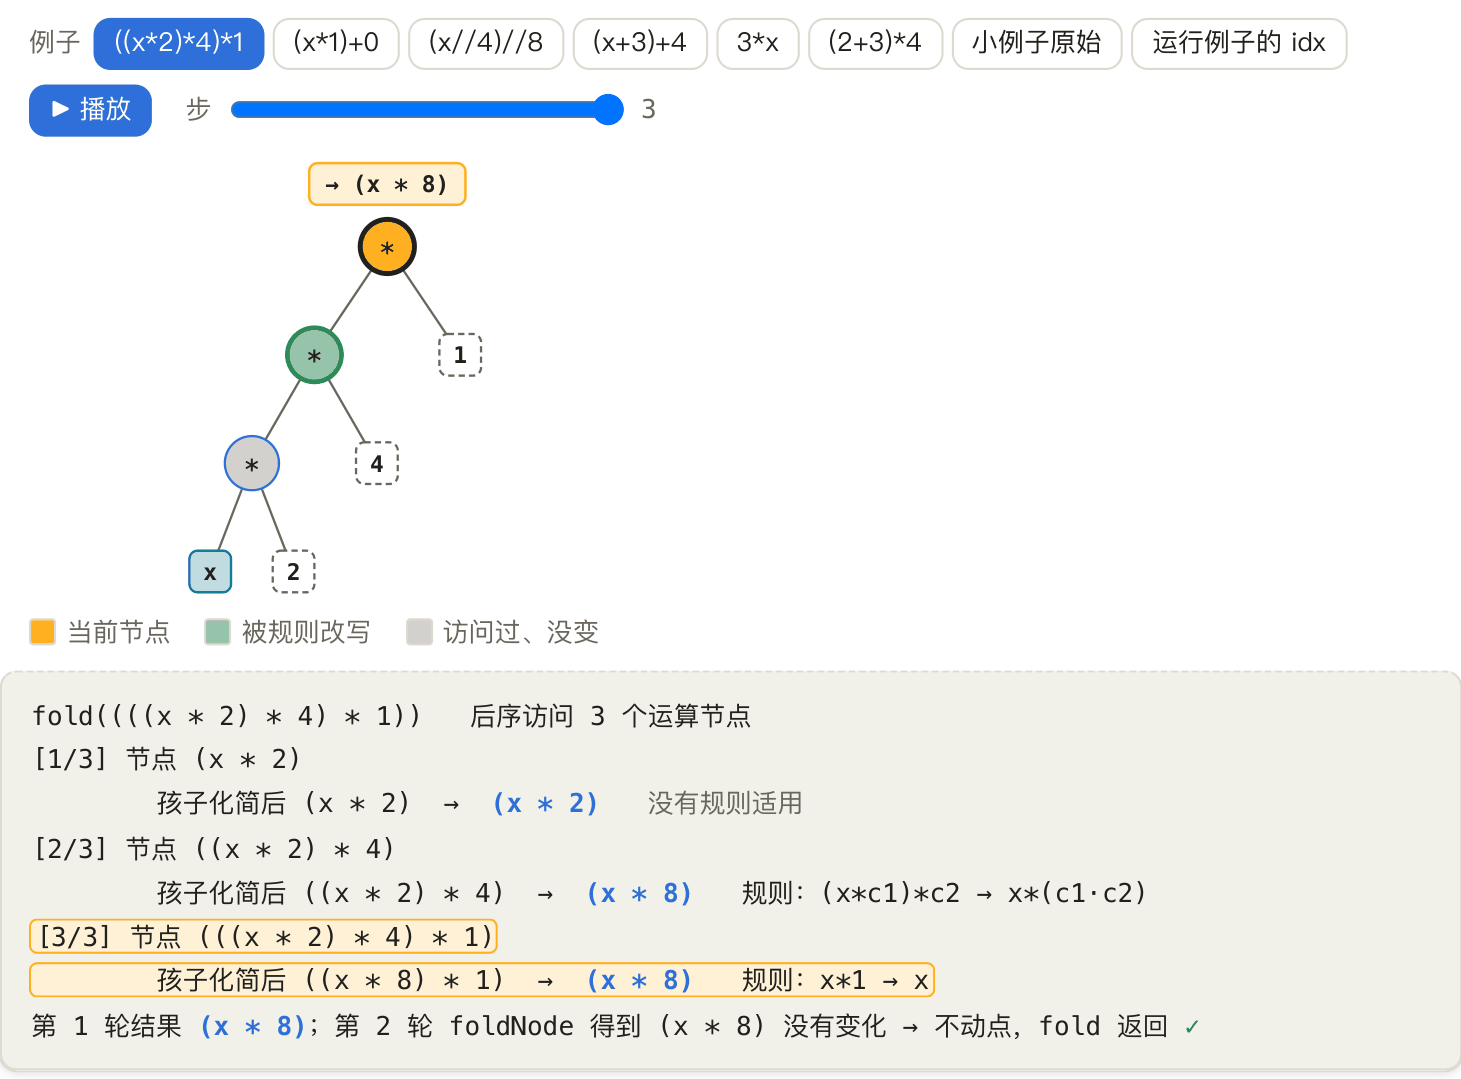 例子 ((x*2)*4)*1 (x*1)+0 (x//4)//8 (x+3)+4 3*x (2+3)*4 小例子原始 运行例子的 idx
▶ 播放 步 3
→ (x * 8)
*
* 1
* 4
x 2
当前节点 被规则改写 访问过、没变
fold((((x * 2) * 4) * 1)) 后序访问 3 个运算节点
[1/3] 节点 (x * 2)
孩子化简后 (x * 2) → (x * 2) 没有规则适用
[2/3] 节点 ((x * 2) * 4)
孩子化简后 ((x * 2) * 4) → (x * 8) 规则: (x*c1)*c2 → x*(c1·c2)
[3/3] 节点 (((x * 2) * 4) * 1)
孩子化简后 ((x * 8) * 1) → (x * 8) 规则: x*1 → x
第 1 轮结果 (x * 8); 第 2 轮 foldNode 得到 (x * 8) 没有变化 → 不动点, fold 返回 ✓